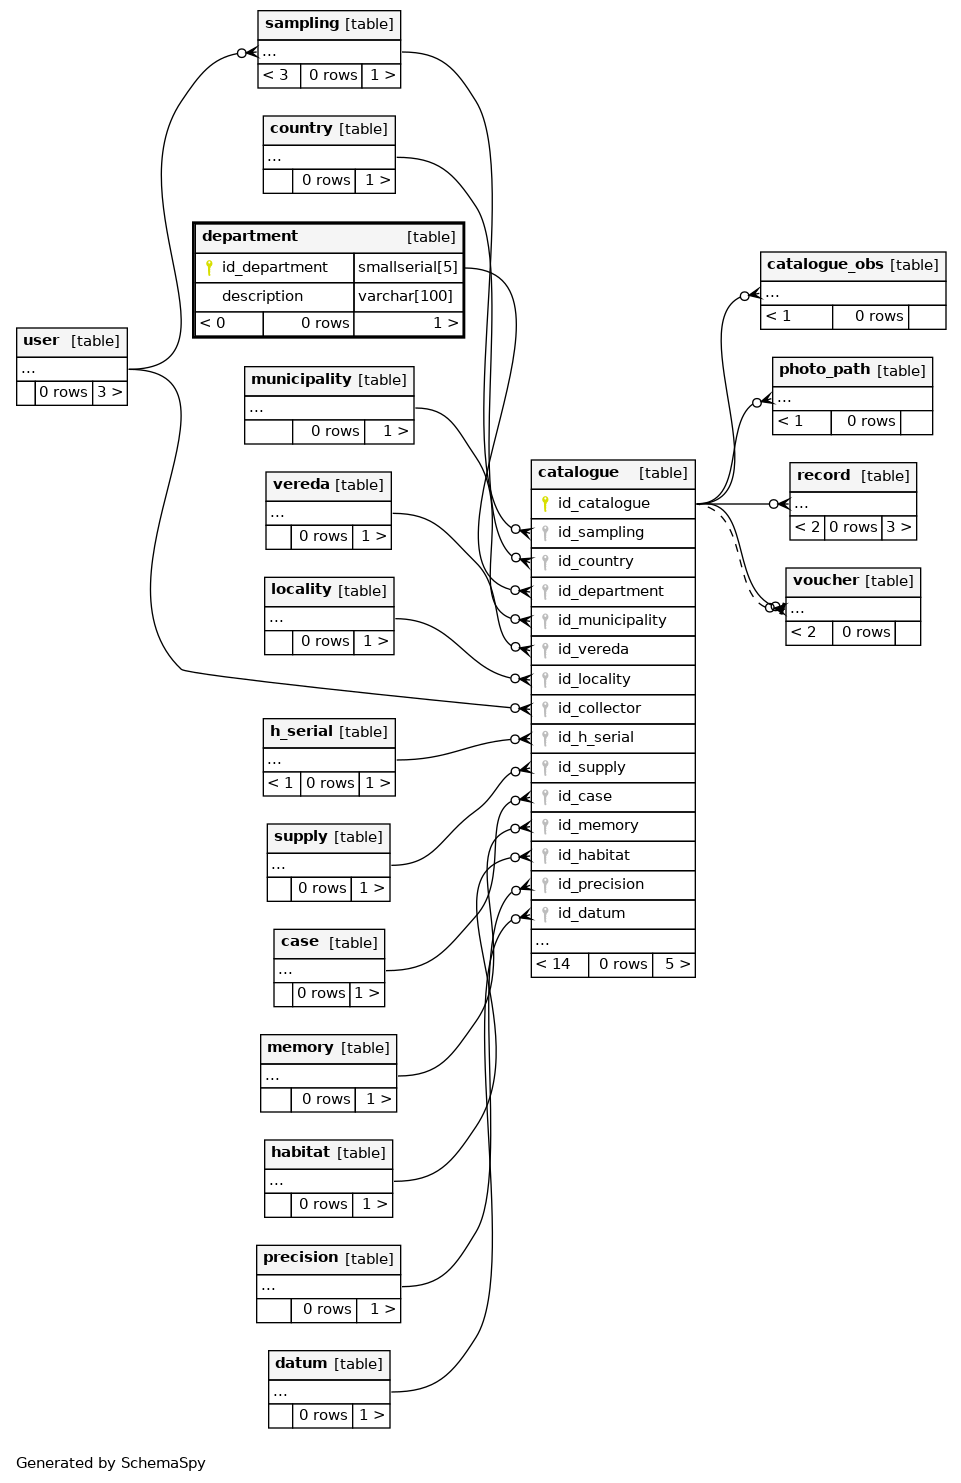 sampling [table]
...
< 3 0 rows 1 >
country [table]
...
0 rows 1 >
department [table]
id_department smallserial[5]
description varchar[100]
< 0 0 rows 1 >
user [table]
...
0 rows 3 >
municipality [table]
...
0 rows 1 >
vereda [table]
...
0 rows 1 >
locality [table]
...
0 rows 1 >
h_serial [table]
...
< 1 0 rows 1 >
supply [table]
...
0 rows 1 >
case [table]
...
0 rows 1 >
memory [table]
...
0 rows 1 >
habitat [table]
...
0 rows 1 >
precision [table]
...
0 rows 1 >
datum [table]
...
0 rows 1 >
catalogue [table]
id_catalogue
id_sampling
id_country
id_department
id_municipality
id_vereda
id_locality
id_collector
id_h_serial
id_supply
id_case
id_memory
id_habitat
id_precision
id_datum
...
< 14 0 rows 5 >
catalogue_obs [table]
...
< 1 0 rows
photo_path [table]
...
< 1 0 rows
record [table]
...
< 2 0 rows 3 >
voucher [table]
...
< 2 0 rows
Generated by SchemaSpy